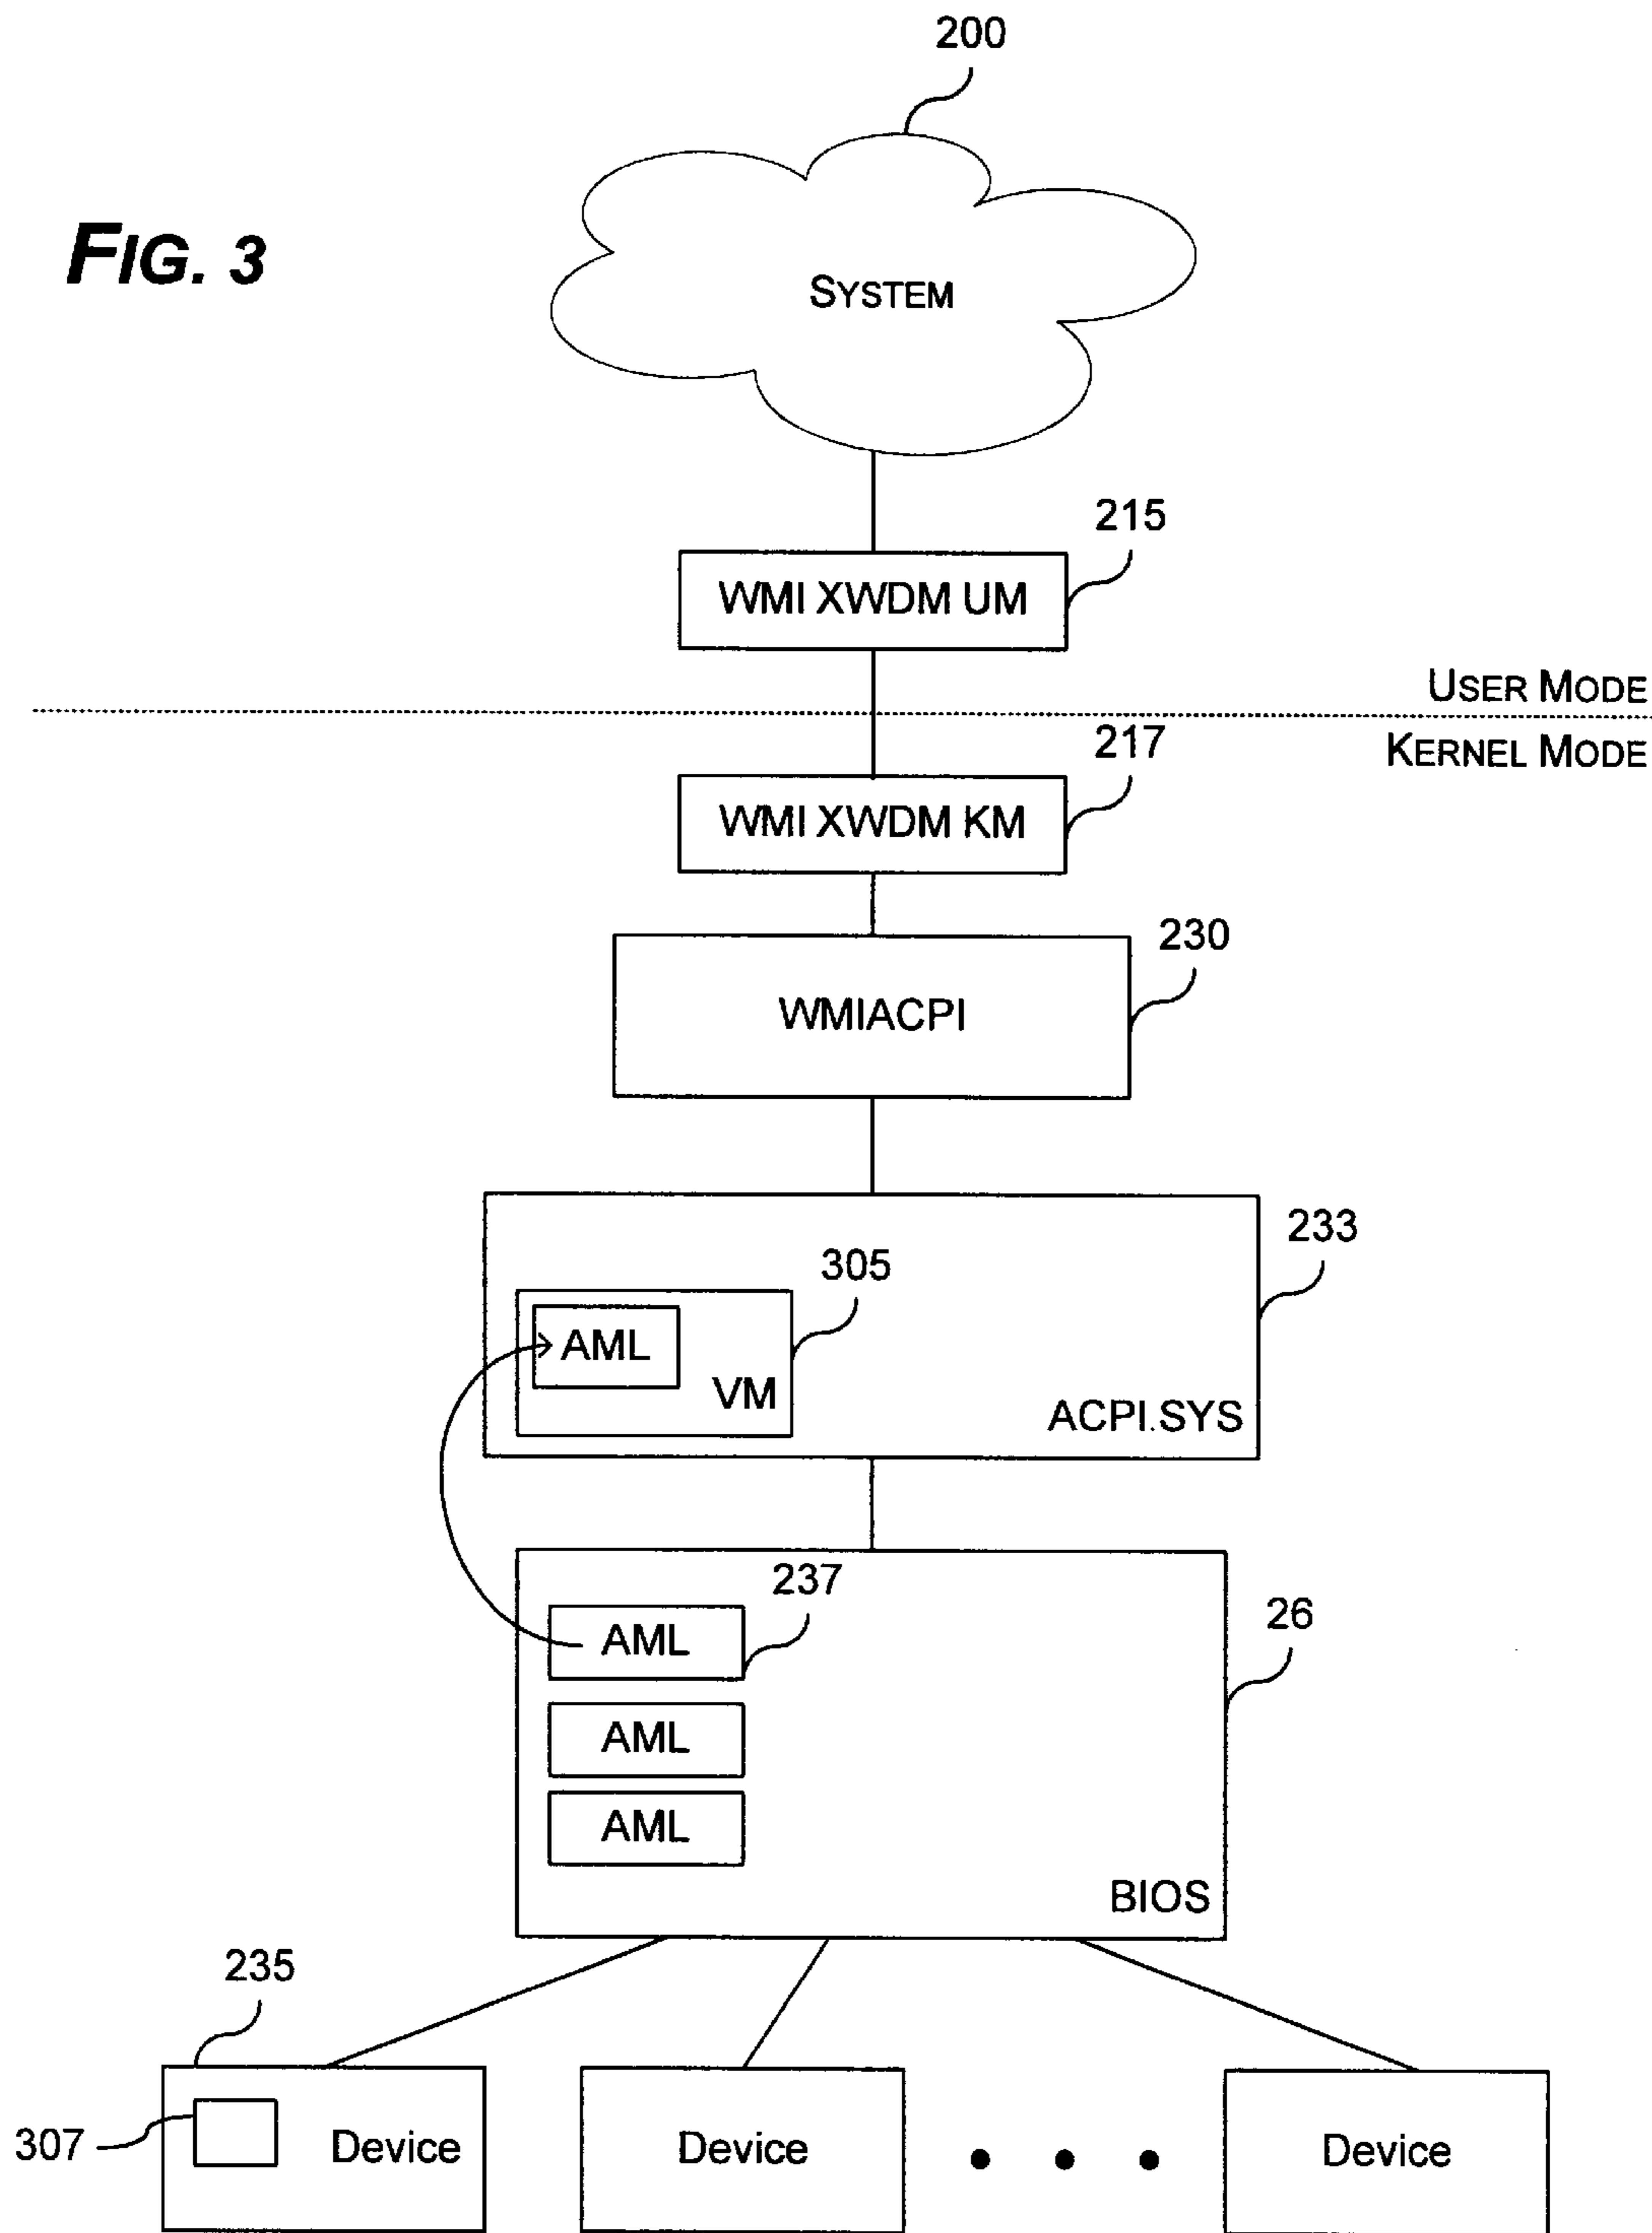 200
FIG. 3
SYSTEM
215
WMI XWDM UM
USER MODE
KERNEL MODE
217
WMI XWDM KM
230
WMIACPI
233
305
AML
VM
ACPI.SYS
237
AML
26
AML
AML
BIOS
235
307
Device
Device
• • •
Device